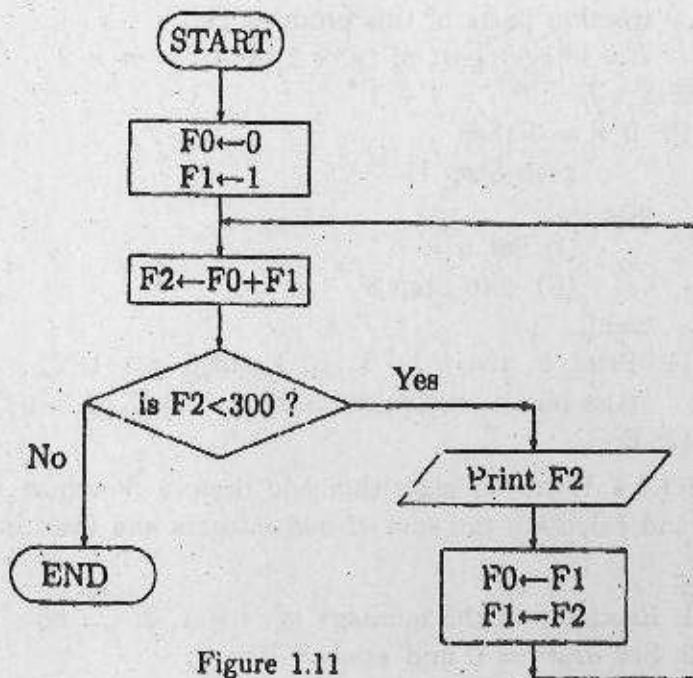 START
F0←0
F1←1
F2←F0+F1
is F2<300 ?
Yes
No
Print F2
END
F0←F1
F1←F2
Figure 1.11